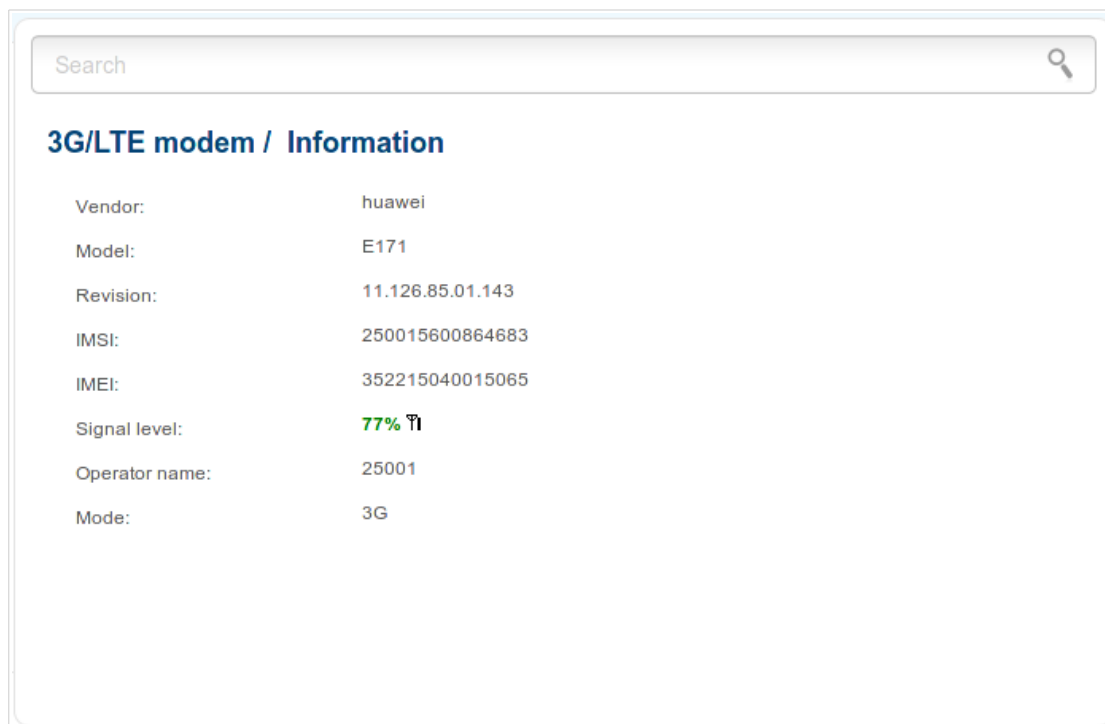 Search
3G/LTE modem / Information
Vendor: huawei
Model: E171
Revision: 11.126.85.01.143
IMSI: 250015600864683
IMEI: 352215040015065
Signal level: 77%
Operator name: 25001
Mode: 3G